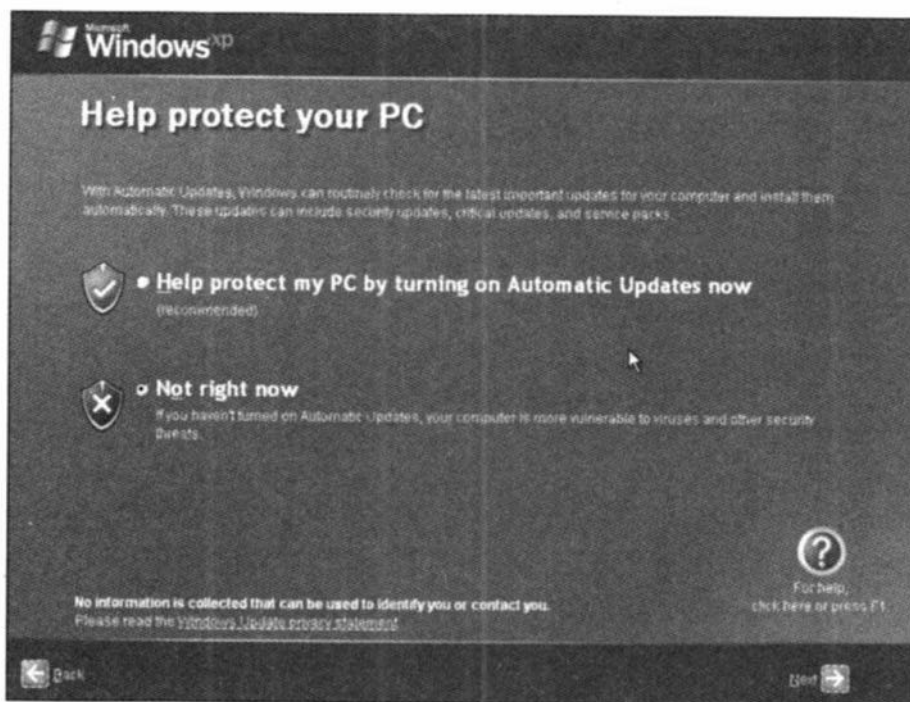 Microsoft
Windows xp
Help protect your PC
With Automatic Updates, Windows can routinely check for the latest important updates for your computer and install them
automatically. These updates can include security updates, critical updates, and service packs.
Help protect my PC by turning on Automatic Updates now
(recommended)
Not right now
If you haven't turned on Automatic Updates, your computer is more vulnerable to viruses and other security
threats.
For help,
click here or press F1
No information is collected that can be used to identify you or contact you.
Please read the Windows Update privacy statement
Back
Next